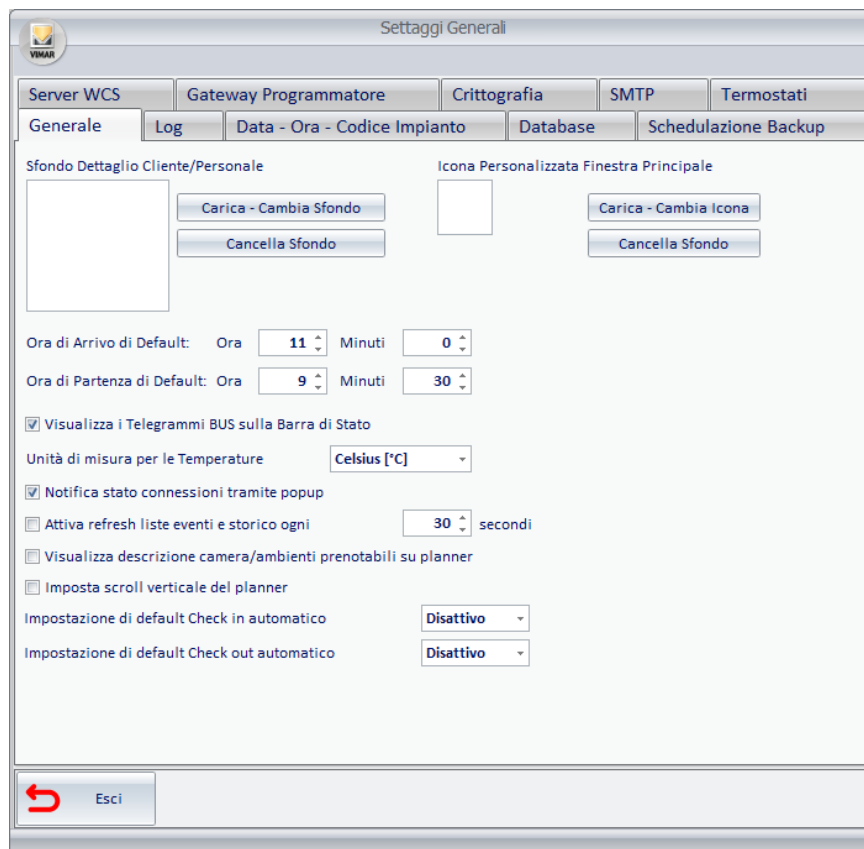 Settaggi Generali
VIMAR
Server WCS Gateway Programmatore Crittografia SMTP Termostati
Generale Log Data - Ora - Codice Impianto Database Schedulazione Backup
Sfondo Dettaglio Cliente/Personale Icona Personalizzata Finestra Principale
Carica - Cambia Sfondo Carica - Cambia Icona
Cancella Sfondo Cancella Sfondo
Ora di Arrivo di Default: Ora 11 Minuti 0
Ora di Partenza di Default: Ora 9 Minuti 30
Visualizza i Telegrammi BUS sulla Barra di Stato
Unità di misura per le Temperature Celsius [°C]
Notifica stato connessioni tramite popup
Attiva refresh liste eventi e storico ogni 30 secondi
Visualizza descrizione camera/ambienti prenotabili su planner
Imposta scroll verticale del planner
Impostazione di default Check in automatico Disattivo
Impostazione di default Check out automatico Disattivo
Esci